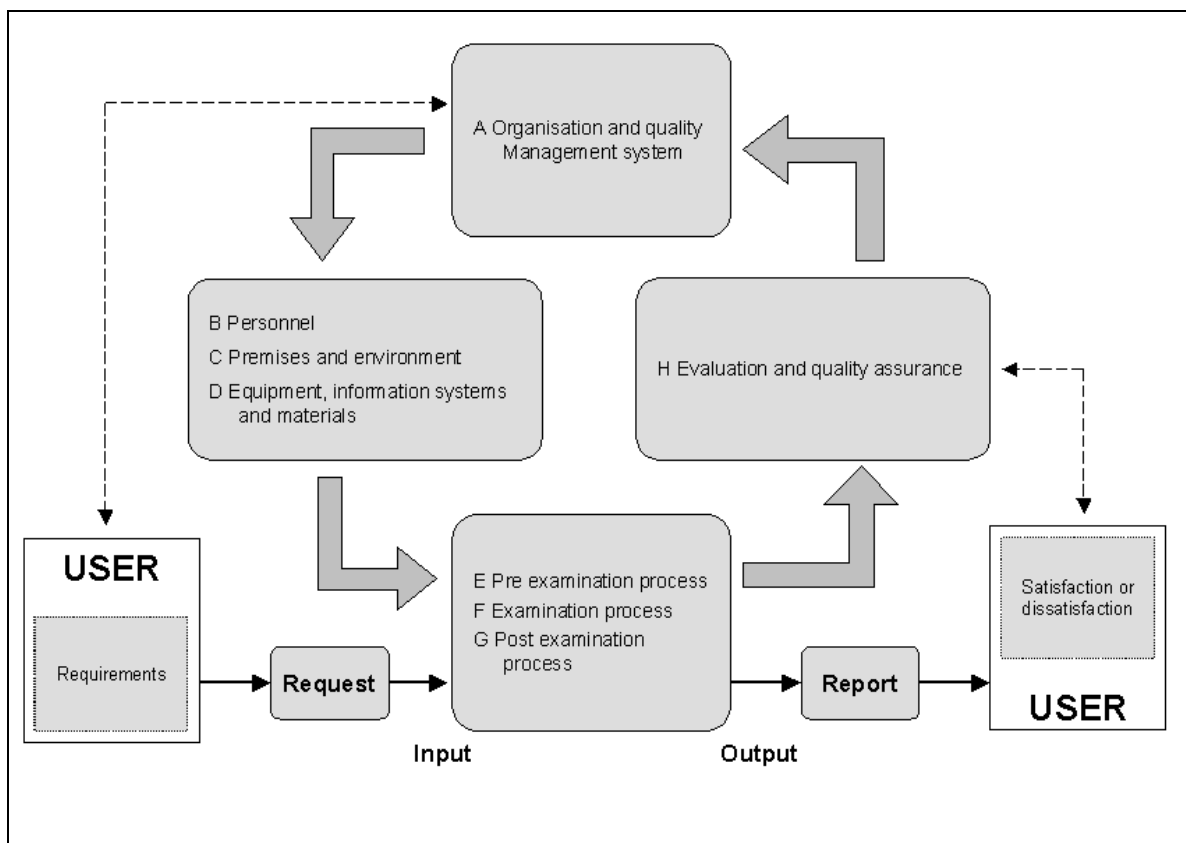 A Organisation and quality
Management system
B Personnel
C Premises and environment
D Equipment, information systems
and materials
H Evaluation and quality assurance
USER
Requirements
Request
Input
E Pre examination process
F Examination process
G Post examination
process
Output
Report
Satisfaction or
dissatisfaction
USER